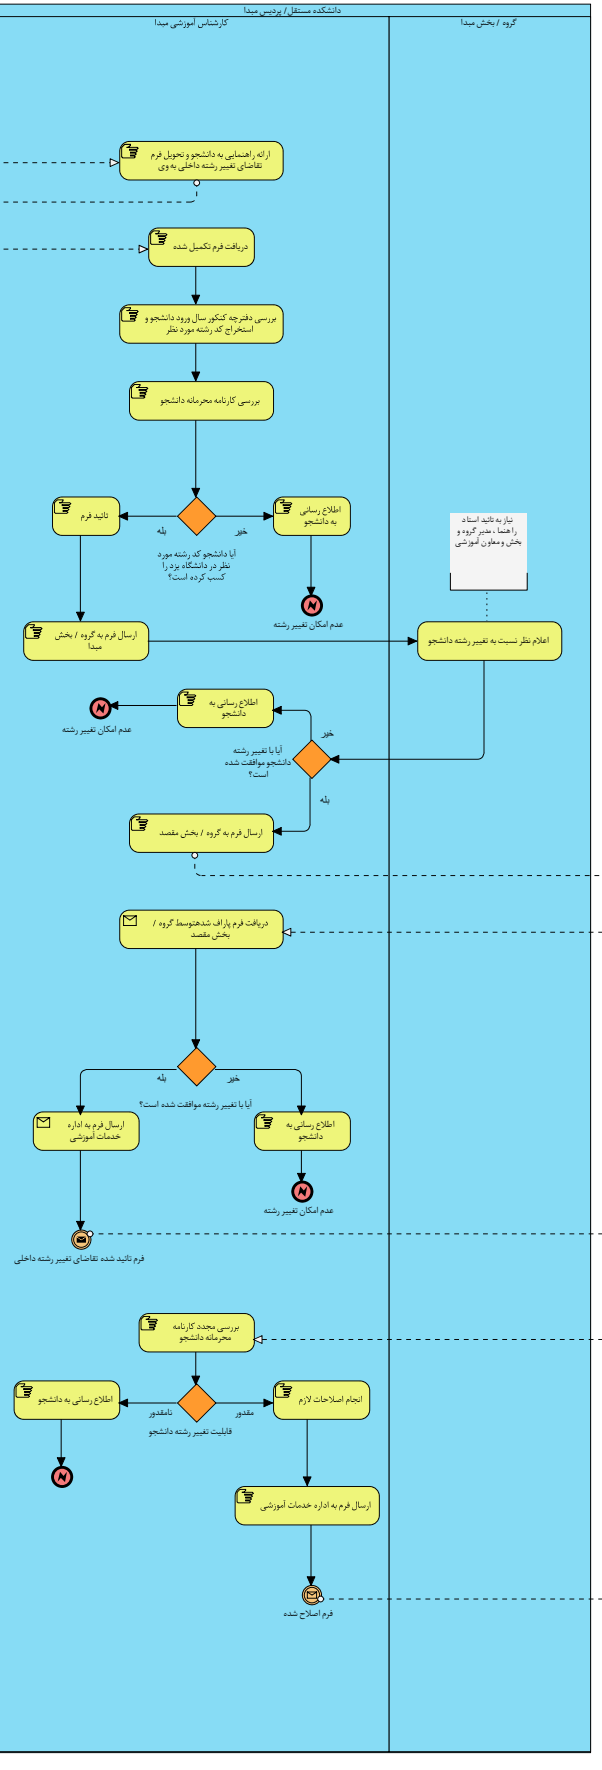 دانشکده مستقل/ پردیس مبدا
کارشناس آموزشی مبدا
گروه / بخش مبدا
ارائه راهنمایی به دانشجو و تحویل فرم
تقاضای تغییر رشته داخلی به وی
دریافت فرم تکمیل شده
بررسی دفترچه کنکور سال ورود دانشجو و
استخراج کد رشته مورد نظر
بررسی کارنامه محرمانه دانشجو
تائید فرم
بله
خیر
اطلاع رسانی
به دانشجو
نیاز به تائید استاد
راهنما ، مدیر گروه و
بخش و معاون آموزشی
آیا دانشجو کد رشته مورد
نظر در دانشگاه یزد را
کسب کرده است؟
عدم امکان تغییر رشته
ارسال فرم به گروه / بخش
مبدا
اعلام نظر نسبت به تغییر رشته دانشجو
اطلاع رسانی به
دانشجو
عدم امکان تغییر رشته
خیر
آیا با تغییر رشته
دانشجو موافقت شده
است؟
بله
ارسال فرم به گروه / بخش مقصد
دریافت فرم پاراف شدهتوسط گروه /
بخش مقصد
بله
خیر
آیا با تغییر رشته موافقت شده است؟
ارسال فرم به اداره
خدمات آموزشی
اطلاع رسانی به
دانشجو
عدم امکان تغییر رشته
فرم تائید شده تقاضای تغییر رشته داخلی
بررسی مجدد کارنامه
محرمانه دانشجو
اطلاع رسانی به دانشجو
نامقدور
مقدور
انجام اصلاحات لازم
قابلیت تغییر رشته دانشجو
ارسال فرم به اداره خدمات آموزشی
فرم اصلاح شده